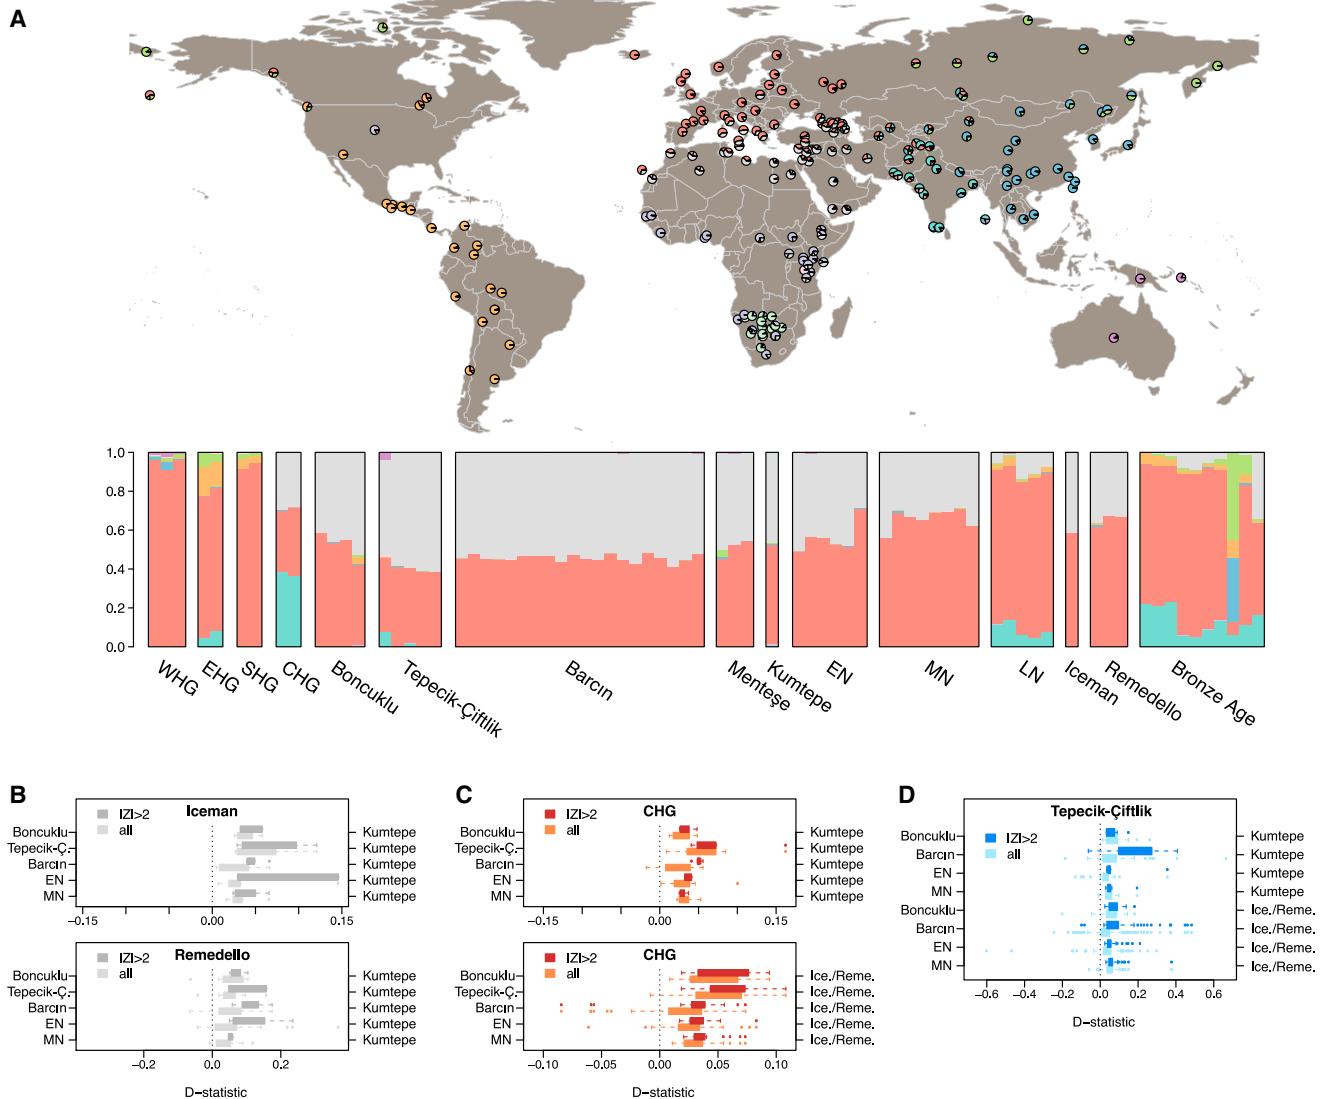 A
1.0
0.8
0.6
0.4
0.2
0.0
WHG
EHG
SHG
CHG
Boncuklu
Tepecik-Çiftlik
Barcın
Menteşe
Kumtepe
EN
MN
LN
Iceman
Remedello
Bronze Age
B
Iceman
IZI>2
all
Boncuklu
Tepecik-Ç.
Barcın
EN
MN
Kumtepe
Kumtepe
Kumtepe
Kumtepe
Kumtepe
−0.15
0.00
0.15
Remedello
IZI>2
all
Boncuklu
Tepecik-Ç.
Barcın
EN
MN
Kumtepe
Kumtepe
Kumtepe
Kumtepe
Kumtepe
−0.2
0.0
0.2
D−statistic
C
CHG
IZI>2
all
Boncuklu
Tepecik-Ç.
Barcın
EN
MN
Kumtepe
Kumtepe
Kumtepe
Kumtepe
Kumtepe
−0.15
0.00
0.15
CHG
IZI>2
all
Boncuklu
Tepecik-Ç.
Barcın
EN
MN
Ice./Reme.
Ice./Reme.
Ice./Reme.
Ice./Reme.
Ice./Reme.
−0.10
−0.05
0.00
0.05
0.10
D−statistic
D
Tepecik-Çiftlik
IZI>2
all
Boncuklu
Barcın
EN
MN
Boncuklu
Barcın
EN
MN
Kumtepe
Kumtepe
Kumtepe
Kumtepe
Ice./Reme.
Ice./Reme.
Ice./Reme.
Ice./Reme.
−0.6
−0.4
−0.2
0.0
0.2
0.4
0.6
D−statistic